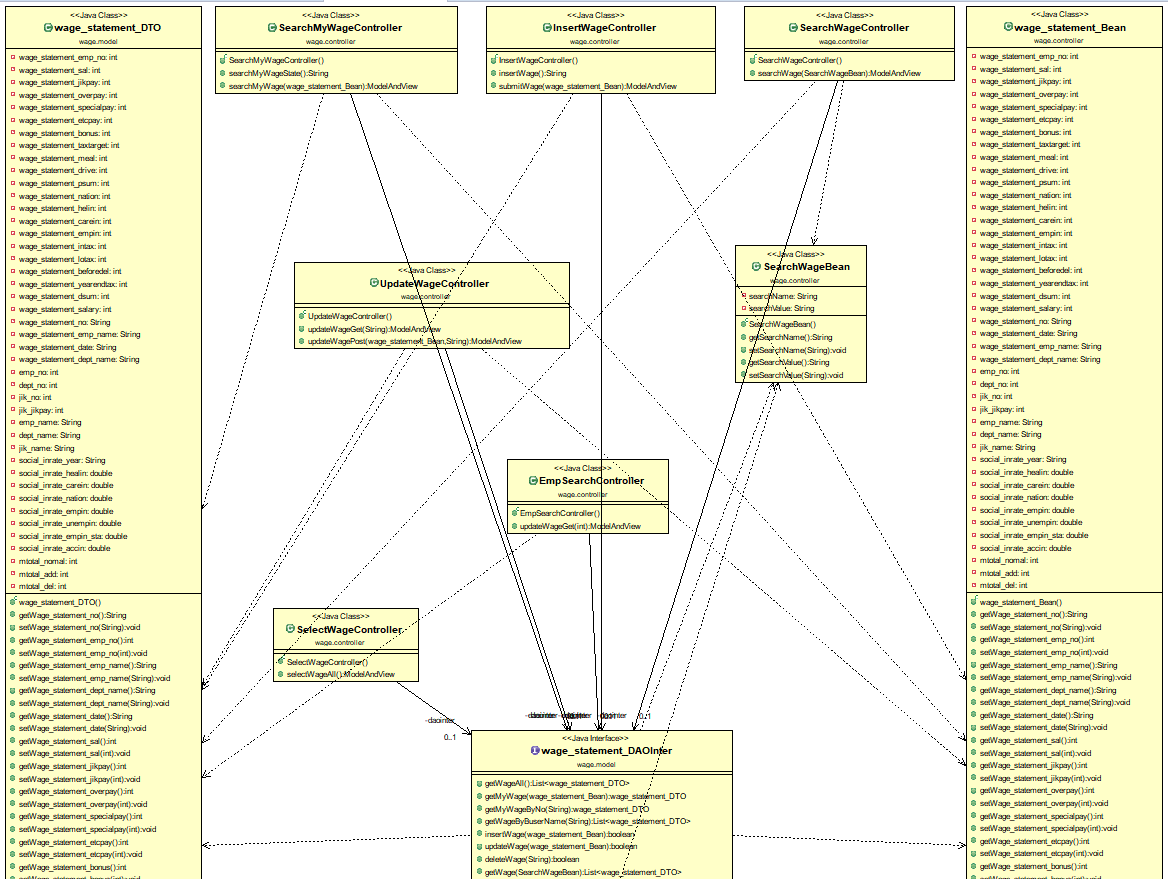 <<Java Class>>
wage_statement_DTO
wage.model
wage_statement_emp_no: int
wage_statement_sal: int
wage_statement_jikpay: int
wage_statement_overpay: int
wage_statement_specialpay: int
wage_statement_etcpay: int
wage_statement_bonus: int
wage_statement_taxtarget: int
wage_statement_meal: int
wage_statement_drive: int
wage_statement_psum: int
wage_statement_nation: int
wage_statement_helin: int
wage_statement_carein: int
wage_statement_empin: int
wage_statement_intax: int
wage_statement_lotax: int
wage_statement_beforedel: int
wage_statement_yearendtax: int
wage_statement_dsum: int
wage_statement_salary: int
wage_statement_no: String
wage_statement_emp_name: String
wage_statement_date: String
wage_statement_dept_name: String
emp_no: int
dept_no: int
jik_no: int
jik_jikpay: int
emp_name: String
dept_name: String
jik_name: String
social_inrate_year: String
social_inrate_healin: double
social_inrate_carein: double
social_inrate_nation: double
social_inrate_empin: double
social_inrate_unempin: double
social_inrate_empin_sta: double
social_inrate_accin: double
mtotal_nomal: int
mtotal_add: int
mtotal_del: int
wage_statement_DTO()
getWage_statement_no():String
setWage_statement_no(String):void
getWage_statement_emp_no():int
setWage_statement_emp_no(int):void
getWage_statement_emp_name():String
setWage_statement_emp_name(String):void
getWage_statement_dept_name():String
setWage_statement_dept_name(String):void
getWage_statement_date():String
setWage_statement_date(String):void
getWage_statement_sal():int
setWage_statement_sal(int):void
getWage_statement_jikpay():int
setWage_statement_jikpay(int):void
getWage_statement_overpay():int
setWage_statement_overpay(int):void
getWage_statement_specialpay():int
setWage_statement_specialpay(int):void
getWage_statement_etcpay():int
setWage_statement_etcpay(int):void
getWage_statement_bonus():int
<<Java Class>>
SearchMyWageController
wage.controller
SearchMyWageController()
searchMyWageState():String
searchMyWage(wage_statement_Bean):ModelAndView
<<Java Class>>
InsertWageController
wage.controller
InsertWageController()
insertWage():String
submitWage(wage_statement_Bean):ModelAndView
<<Java Class>>
SearchWageController
wage.controller
SearchWageController()
searchWage(SearchWageBean):ModelAndView
<<Java Class>>
UpdateWageController
wage.controller
UpdateWageController()
updateWageGet(String):ModelAndView
updateWagePost(wage_statement_Bean,String):ModelAndView
<<Java Class>>
SearchWageBean
wage.controller
searchName: String
searchValue: String
SearchWageBean()
getSearchName():String
setSearchName(String):void
getSearchValue():String
setSearchValue(String):void
<<Java Class>>
EmpSearchController
wage.controller
EmpSearchController()
updateWageGet(int):ModelAndView
<<Java Class>>
SelectWageController
wage.controller
SelectWageController()
selectWageAll():ModelAndView
-daointer
0..1
0..1
<<Java Interface>>
wage_statement_DAOInter
wage.model
getWageAll():List<wage_statement_DTO>
getMyWage(wage_statement_Bean):wage_statement_DTO
getMyWageByNo(String):wage_statement_DTO
getWageByBuserName(String):List<wage_statement_DTO>
insertWage(wage_statement_Bean):boolean
updateWage(wage_statement_Bean):boolean
deleteWage(String):boolean
getWage(SearchWageBean):List<wage_statement_DTO>
<<Java Class>>
wage_statement_Bean
wage.controller
wage_statement_emp_no: int
wage_statement_sal: int
wage_statement_jikpay: int
wage_statement_overpay: int
wage_statement_specialpay: int
wage_statement_etcpay: int
wage_statement_bonus: int
wage_statement_taxtarget: int
wage_statement_meal: int
wage_statement_drive: int
wage_statement_psum: int
wage_statement_nation: int
wage_statement_helin: int
wage_statement_carein: int
wage_statement_empin: int
wage_statement_intax: int
wage_statement_lotax: int
wage_statement_beforedel: int
wage_statement_yearendtax: int
wage_statement_dsum: int
wage_statement_salary: int
wage_statement_no: String
wage_statement_date: String
wage_statement_emp_name: String
wage_statement_dept_name: String
emp_no: int
dept_no: int
jik_no: int
jik_jikpay: int
emp_name: String
dept_name: String
jik_name: String
social_inrate_year: String
social_inrate_healin: double
social_inrate_carein: double
social_inrate_nation: double
social_inrate_empin: double
social_inrate_unempin: double
social_inrate_empin_sta: double
social_inrate_accin: double
mtotal_nomal: int
mtotal_add: int
mtotal_del: int
wage_statement_Bean()
getWage_statement_no():String
setWage_statement_no(String):void
getWage_statement_emp_no():int
setWage_statement_emp_no(int):void
getWage_statement_emp_name():String
setWage_statement_emp_name(String):void
getWage_statement_dept_name():String
setWage_statement_dept_name(String):void
getWage_statement_date():String
setWage_statement_date(String):void
getWage_statement_sal():int
setWage_statement_sal(int):void
getWage_statement_jikpay():int
setWage_statement_jikpay(int):void
getWage_statement_overpay():int
setWage_statement_overpay(int):void
getWage_statement_specialpay():int
setWage_statement_specialpay(int):void
getWage_statement_etcpay():int
setWage_statement_etcpay(int):void
getWage_statement_bonus():int